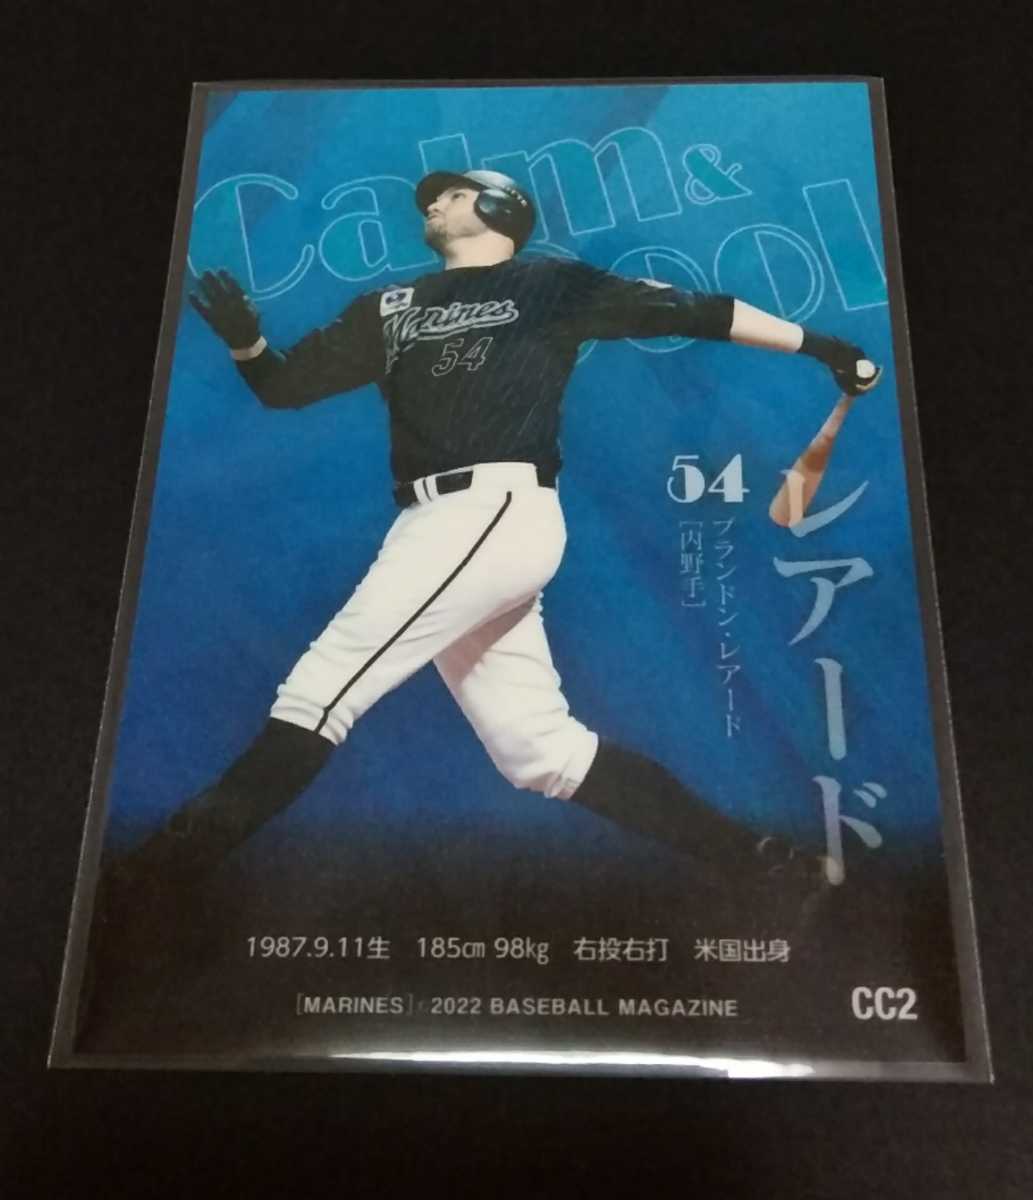 Calm &
Cool
Marines
54
54
レアード
ブランドン・レアード
[内野手]
1987.9.11生 185cm 98kg 右投右打 米国出身
[MARINES] © 2022 BASEBALL MAGAZINE
CC2